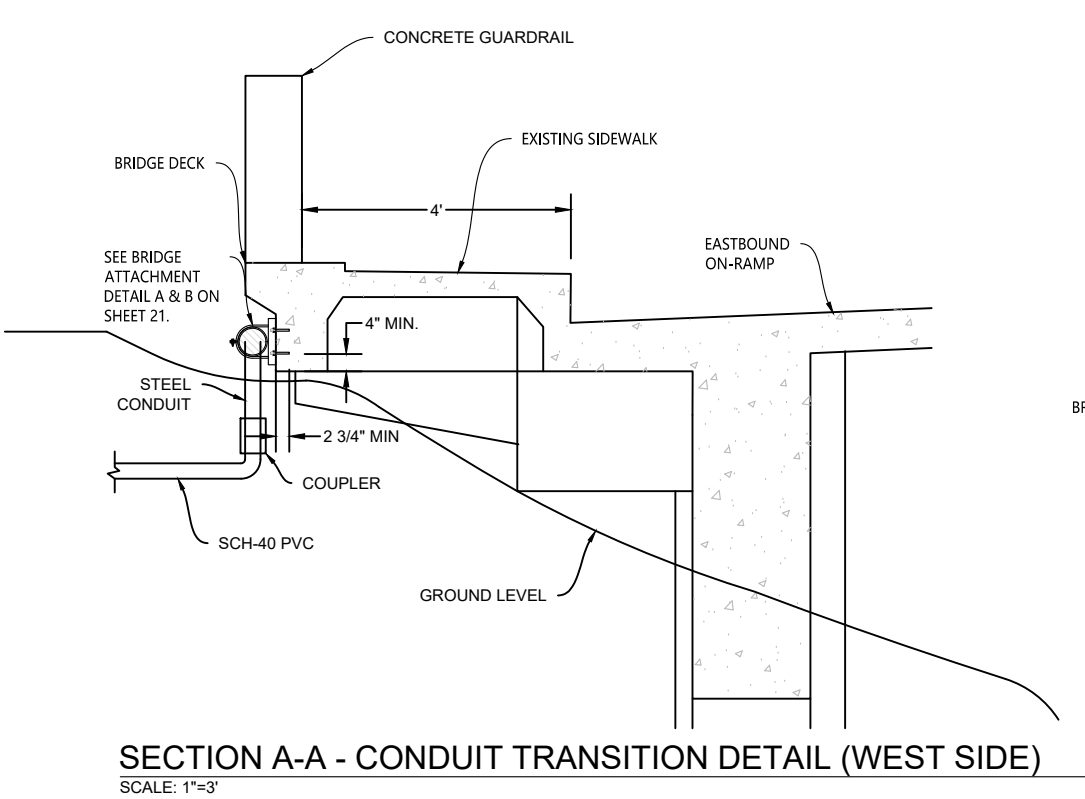 CONCRETE GUARDRAIL
EXISTING SIDEWALK
BRIDGE DECK
4'
SEE BRIDGE
ATTACHMENT
DETAIL A & B ON
SHEET 21.
EASTBOUND
ON-RAMP
4" MIN.
STEEL
CONDUIT
2 3/4" MIN
BR
COUPLER
SCH-40 PVC
GROUND LEVEL
SECTION A-A - CONDUIT TRANSITION DETAIL (WEST SIDE)
SCALE: 1"=3'